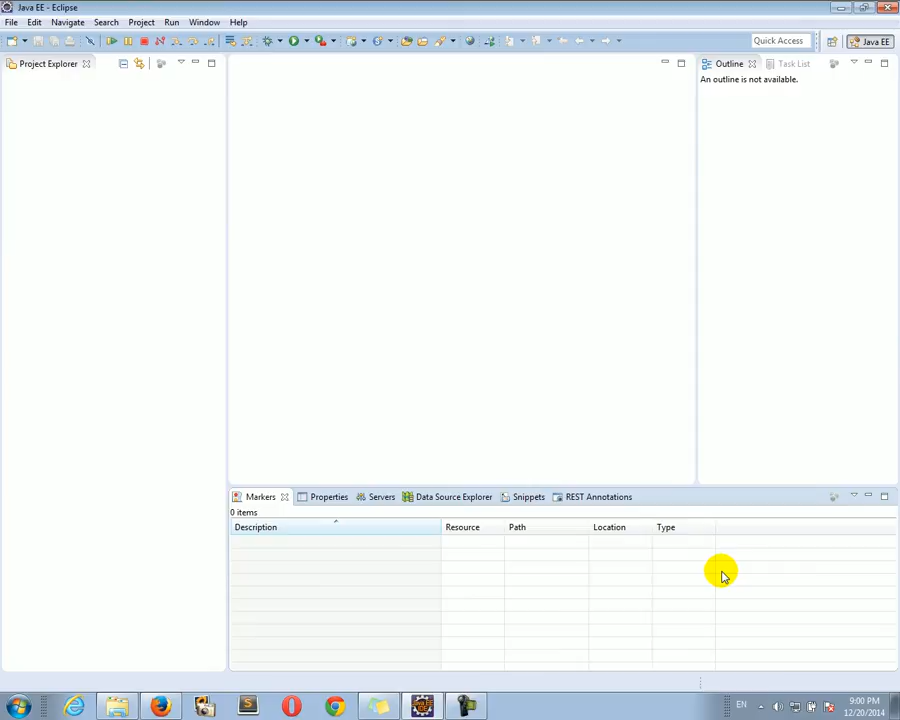 Java EE - Eclipse
File Edit Navigate Search Project Run Window Help
Quick Access Java EE
Project Explorer
Outline Task List
An outline is not available.
Markers Properties Servers Data Source Explorer Snippets REST Annotations
0 items
Description Resource Path Location Type
EN
9:00 PM
12/20/2014